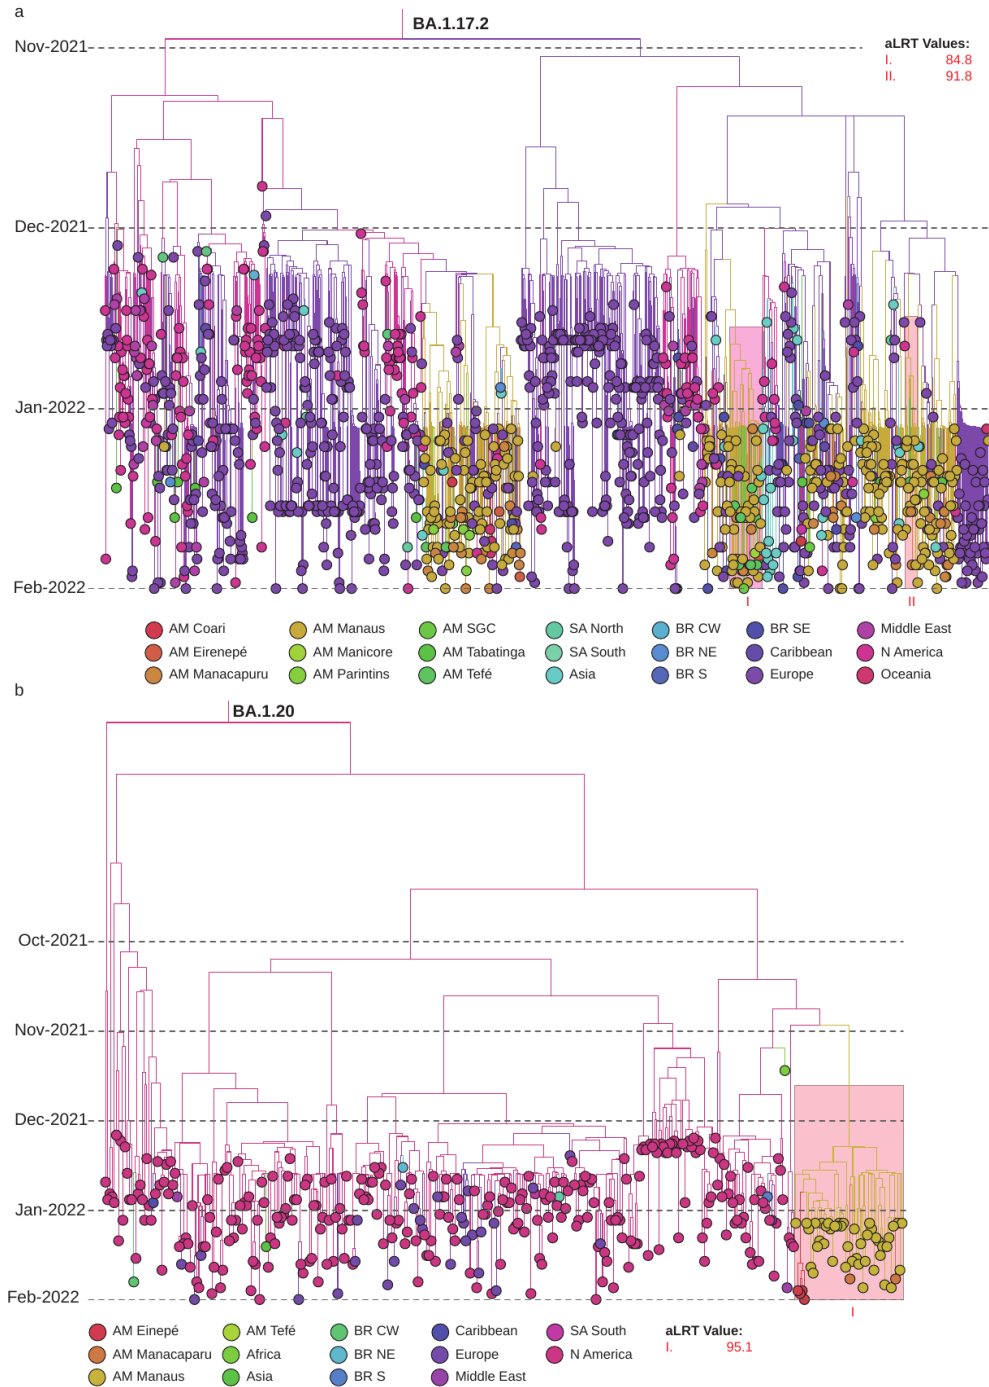 a
BA.1.17.2
Nov-2021
aLRT Values:
I. 84.8
II. 91.8
Dec-2021
Jan-2022
Feb-2022
I II
AM Coari AM Manaus AM SGC SA North BR CW BR SE Middle East
AM Eirenepé AM Manicore AM Tabatinga SA South BR NE Caribbean N America
AM Manacapuru AM Parintins AM Tefé Asia BR S Europe Oceania
b
BA.1.20
Oct-2021
Nov-2021
Dec-2021
Jan-2022
Feb-2022
I
AM Einepé AM Tefé BR CW Caribbean SA South aLRT Value:
AM Manacaparu Africa BR NE Europe N America I. 95.1
AM Manaus Asia BR S Middle East